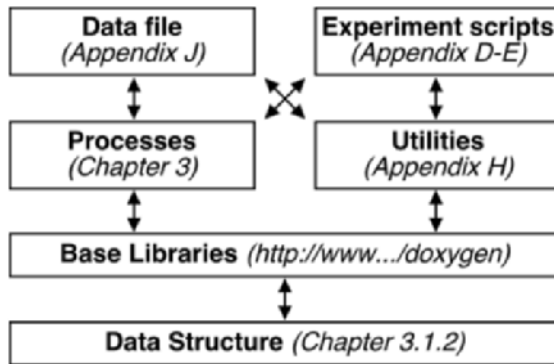 Data file
(Appendix J)
Experiment scripts
(Appendix D-E)
Processes
(Chapter 3)
Utilities
(Appendix H)
Base Libraries (http://www.../doxygen)
Data Structure (Chapter 3.1.2)